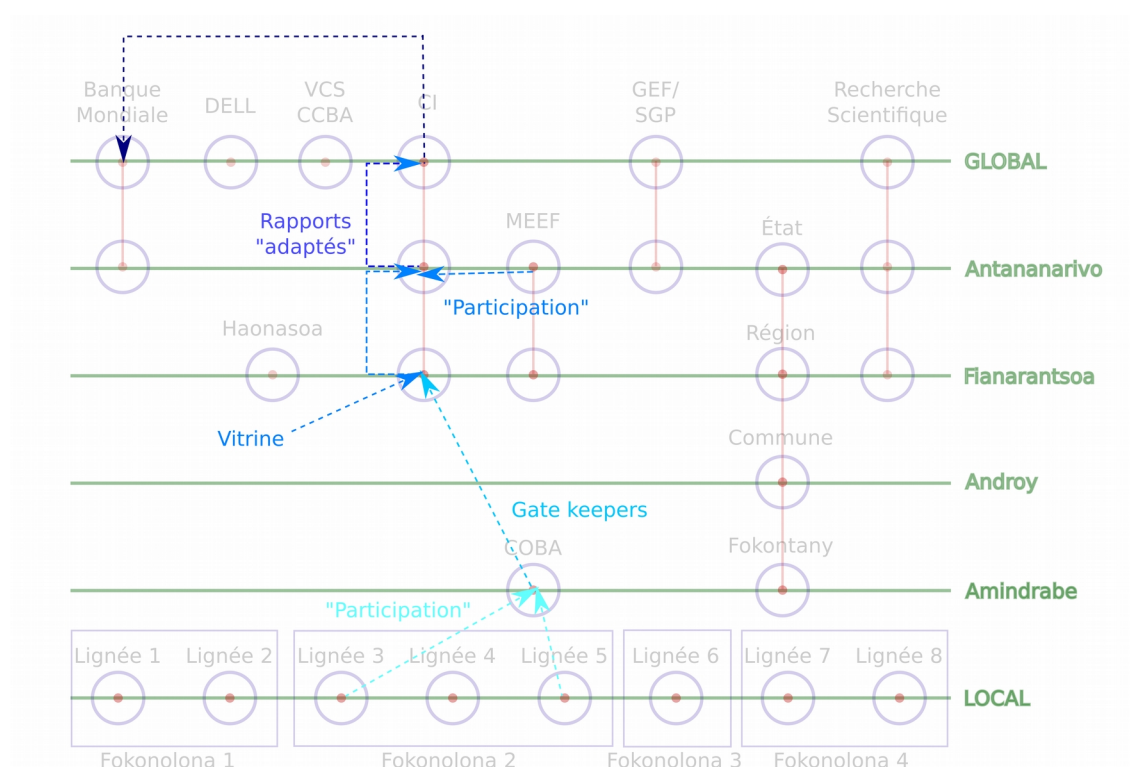 Banque
Mondiale
DELL
VCS
CCBA
CI
GEF/
SGP
Recherche
Scientifique
GLOBAL
Rapports
"adaptés"
MEEF
État
Antananarivo
"Participation"
Haonasoa
Région
Fianarantsoa
Vitrine
Commune
Androy
Gate keepers
COBA
Fokontany
Amindrabe
"Participation"
Lignée 1
Lignée 2
Lignée 3
Lignée 4
Lignée 5
Lignée 6
Lignée 7
Lignée 8
LOCAL
Fokonolona 1
Fokonolona 2
Fokonolona 3
Fokonolona 4